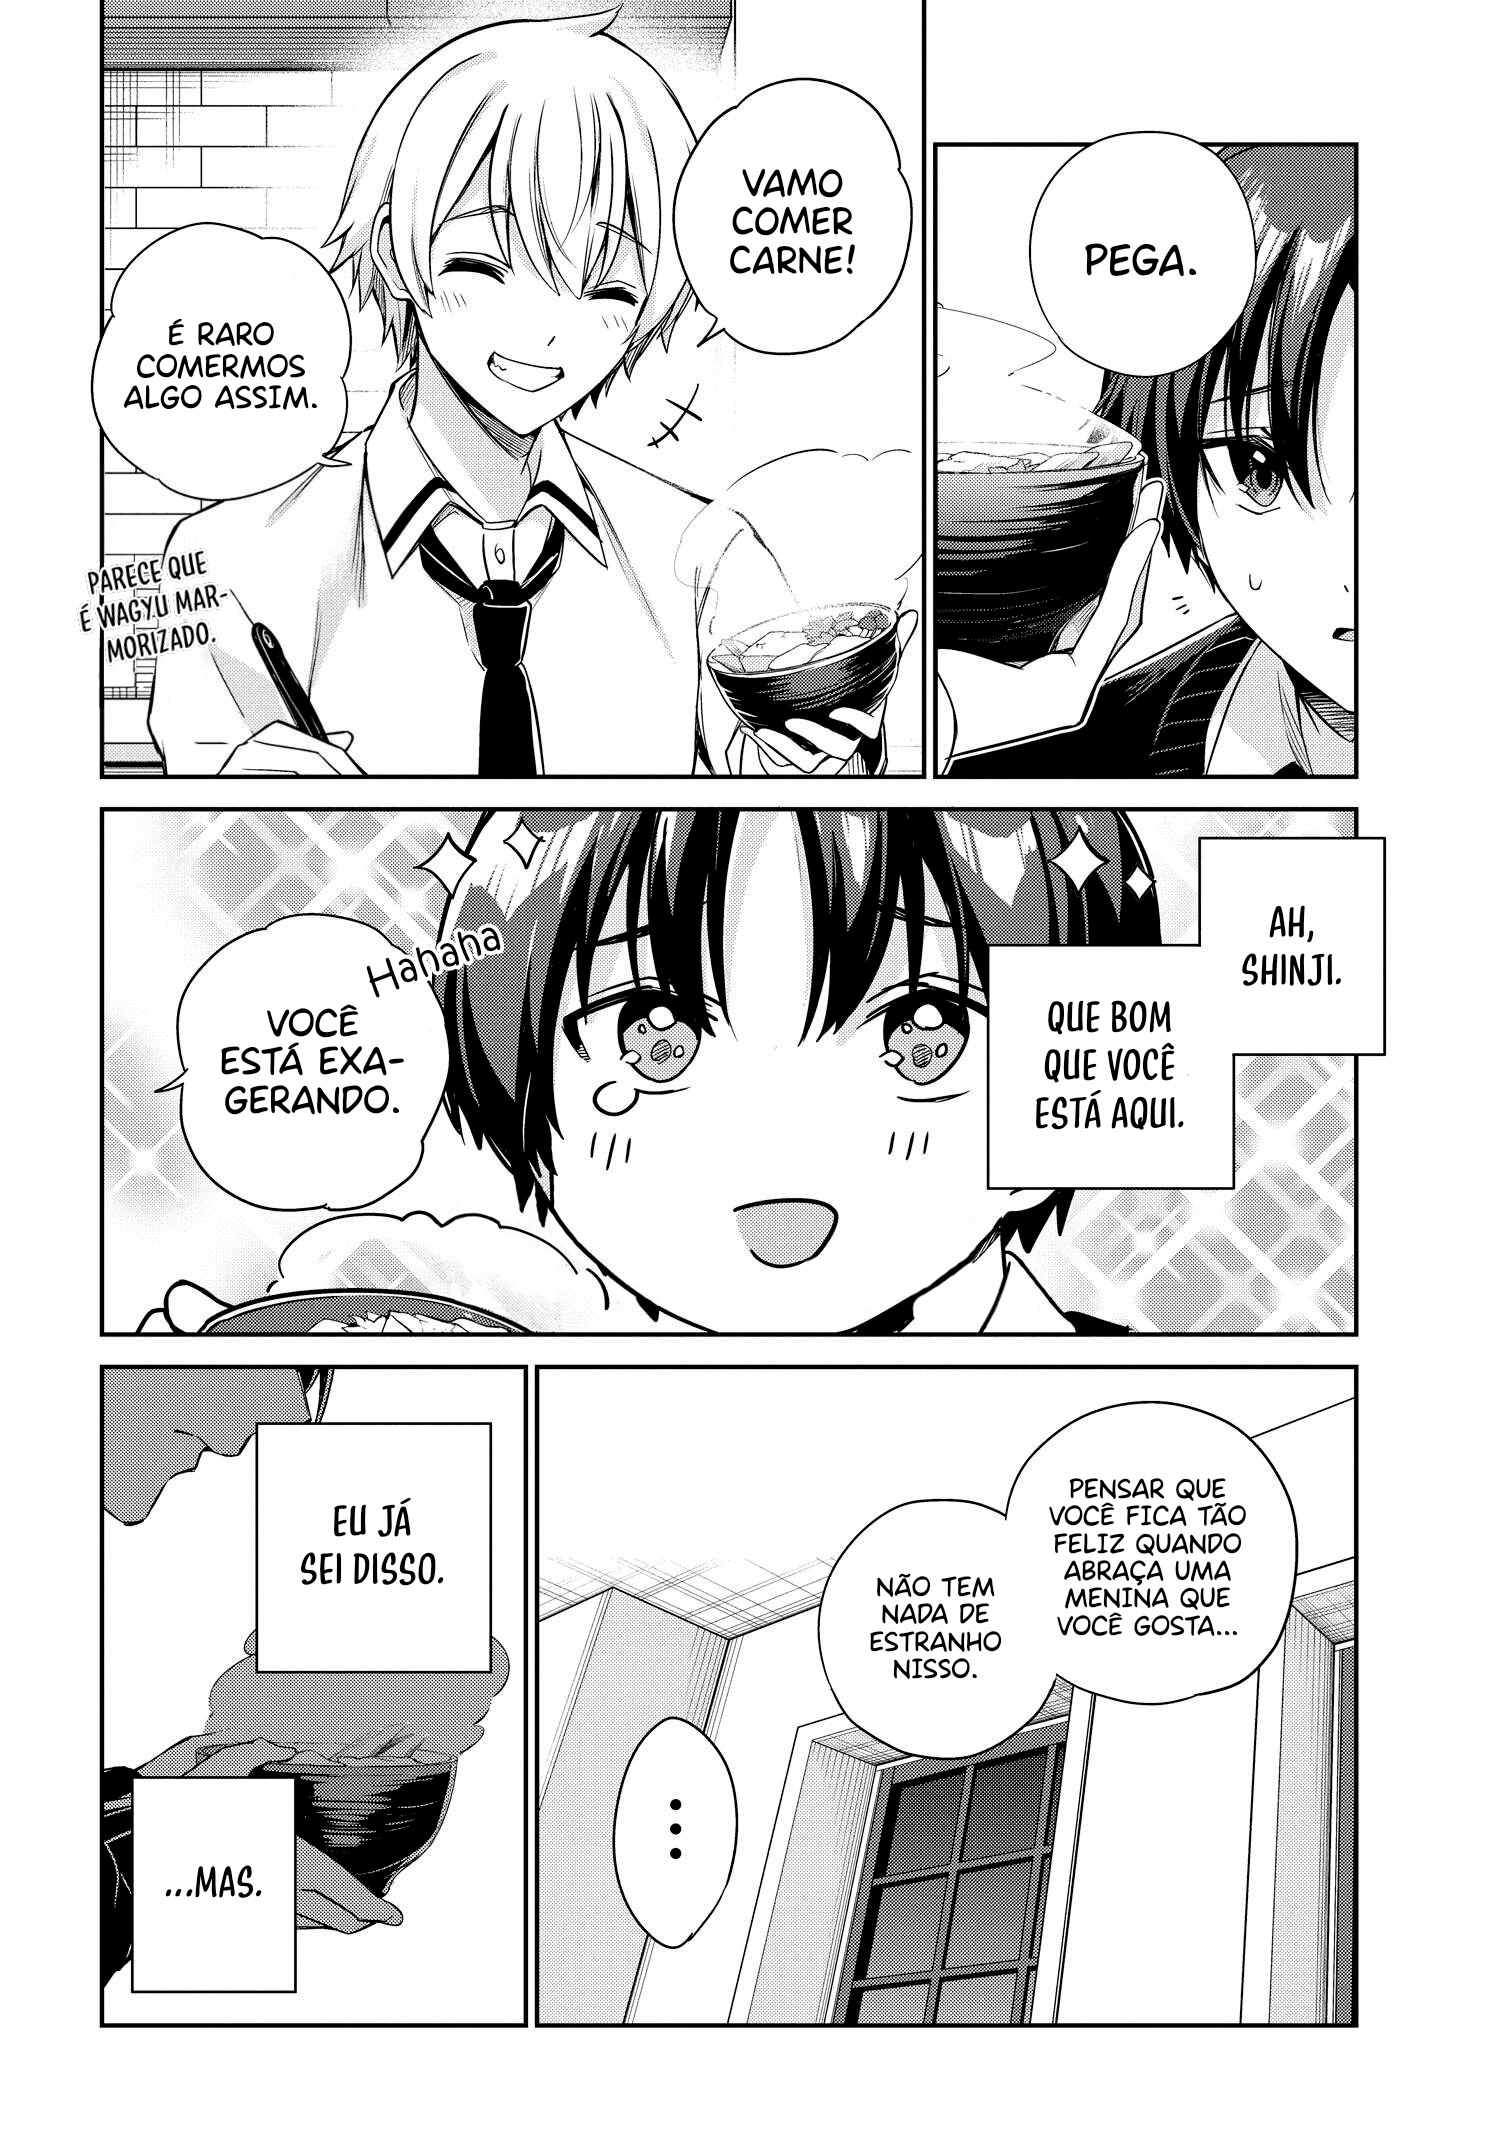 PEGA.
VAMO
COMER
CARNE!
É RARO
COMERMOS
ALGO ASSIM.
PARECE QUE
É WAGYU MAR-
MORIZADO.
AH,
SHINJI.
QUE BOM
QUE VOCÊ
ESTÁ AQUI.
Hahaha
VOCÊ
ESTÁ EXA-
GERANDO.
PENSAR QUE
VOCÊ FICA TÃO
FELIZ QUANDO
ABRAÇA UMA
MENINA QUE
VOCÊ GOSTA...
NÃO TEM
NADA DE
ESTRANHO
NISSO.
...
EU JÁ
SEI DISSO.
...MAS.